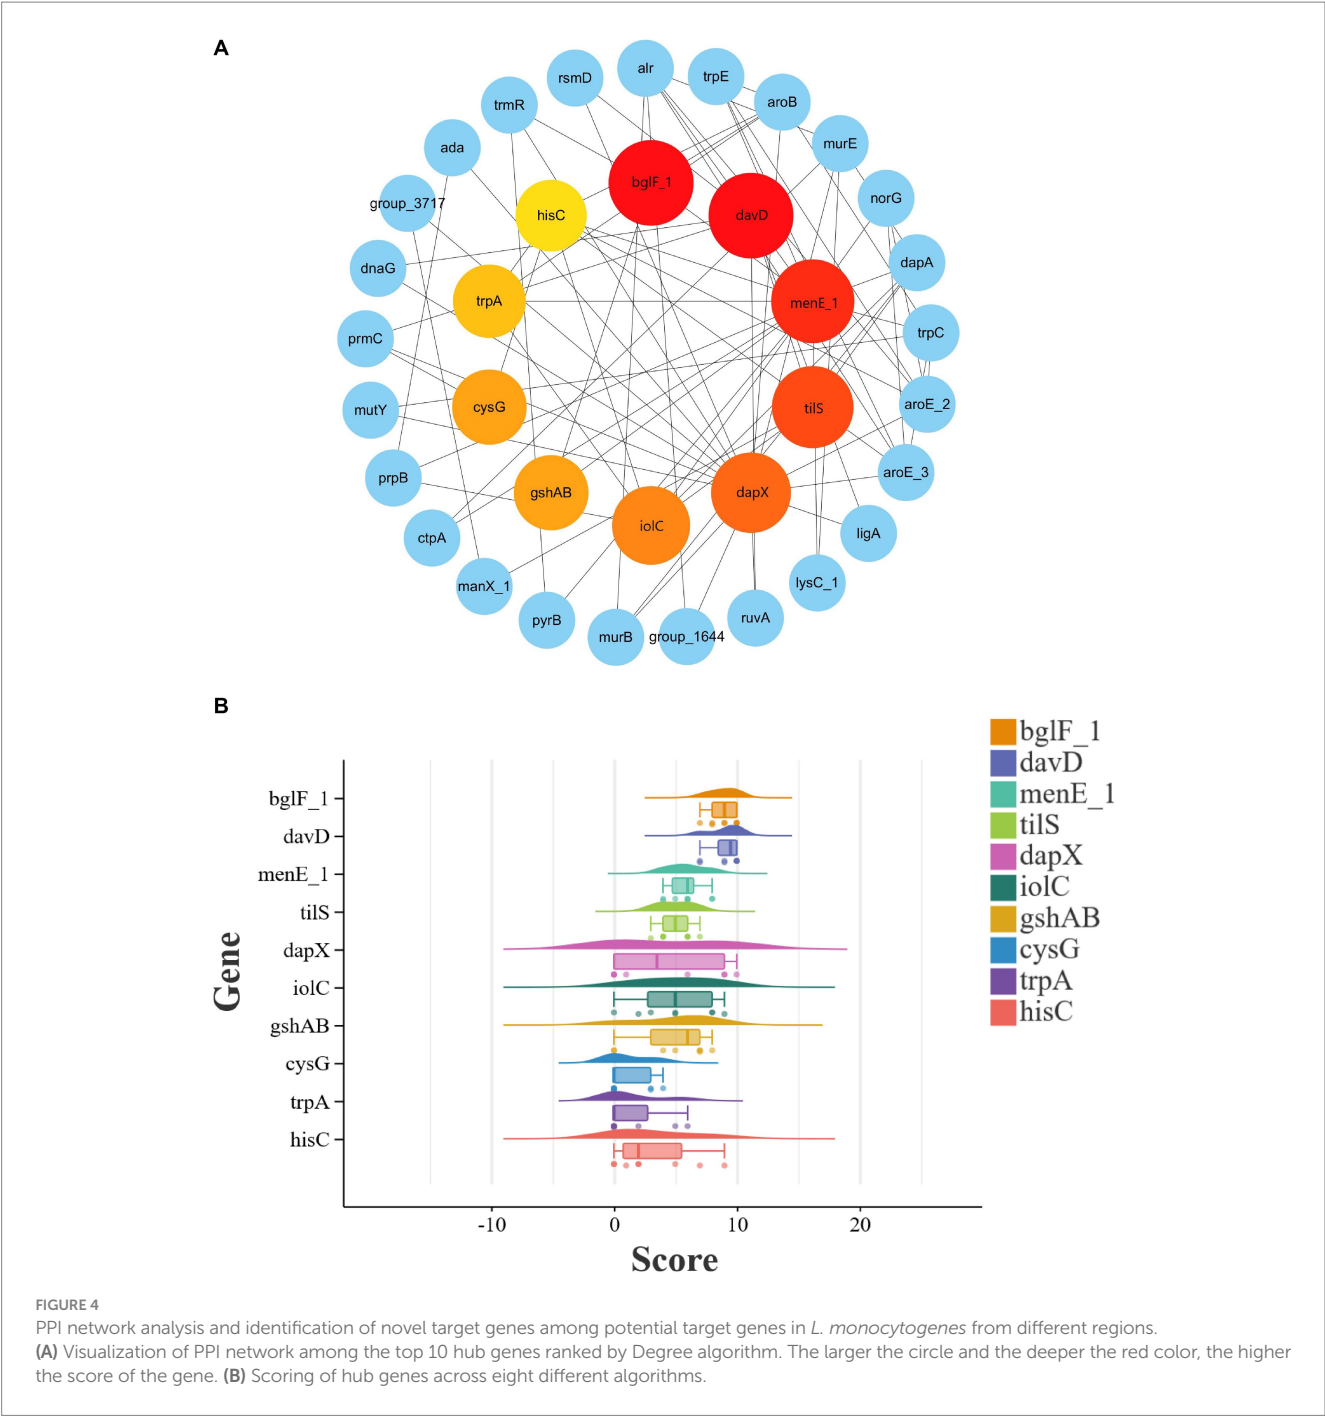 A
alr
trpE
rsmD
aroB
trmR
murE
ada
bglF_1
norG
group_3717
hisC
davD
dnaG
dapA
trpA
menE_1
trpC
prmC
mutY
cysG
tilS
aroE_2
prpB
gshAB
dapX
aroE_3
iolC
ctpA
ligA
manX_1
lysC_1
pyrB
murB
group_1644
ruvA
B
bglF_1
davD
menE_1
tilS
dapX
iolC
gshAB
cysG
trpA
hisC
Gene
-10
0
10
20
Score
bglF_1
davD
menE_1
tilS
dapX
iolC
gshAB
cysG
trpA
hisC
FIGURE 4
PPI network analysis and identification of novel target genes among potential target genes in L. monocytogenes from different regions.
(A) Visualization of PPI network among the top 10 hub genes ranked by Degree algorithm. The larger the circle and the deeper the red color, the higher
the score of the gene. (B) Scoring of hub genes across eight different algorithms.